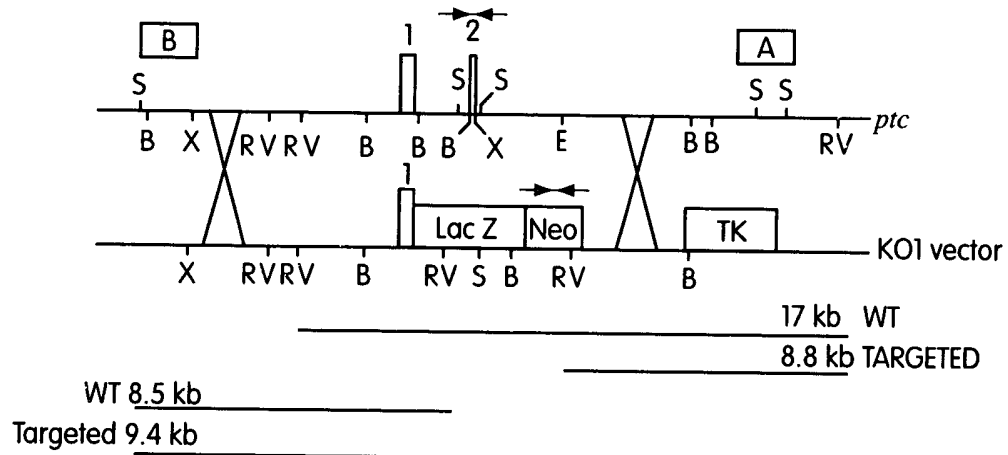 B 1 2 A
S S S S S
ptc
B X RV RV B B B X E B B RV
1
Lac Z Neo TK
KO1 vector
X RV RV B RV S B RV B
17 kb WT
8.8 kb TARGETED
WT 8.5 kb
Targeted 9.4 kb